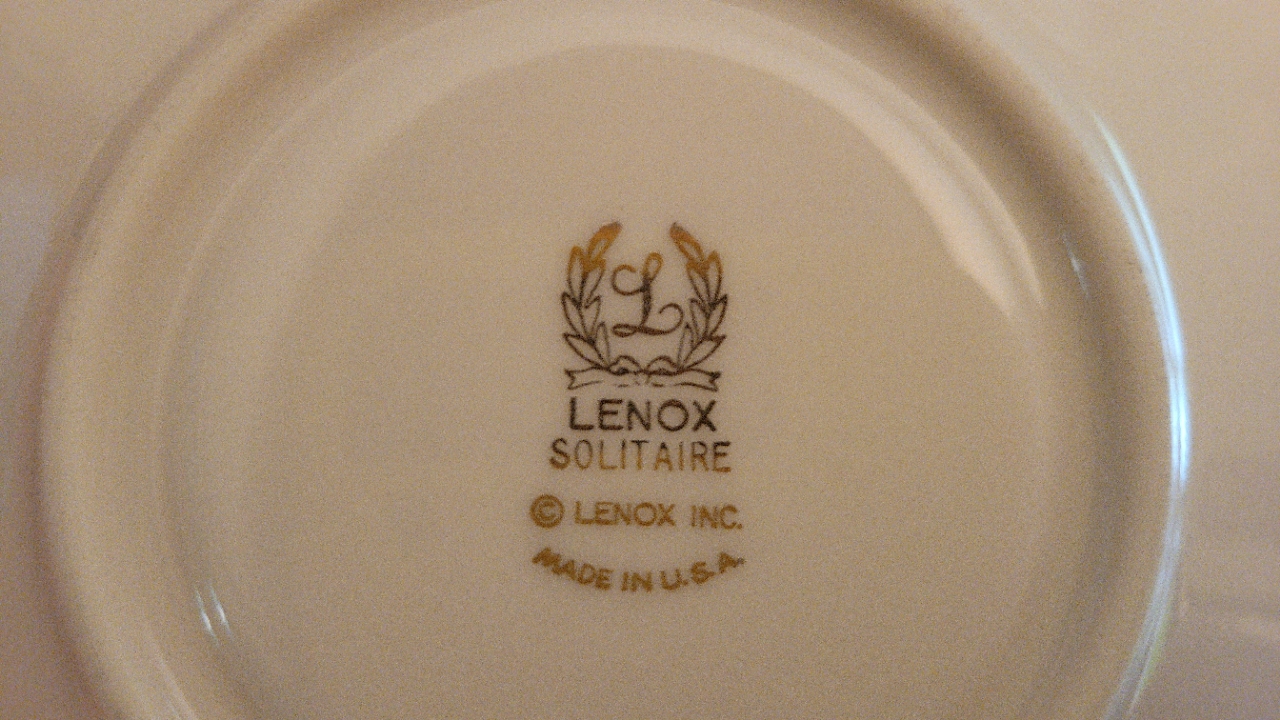 L
LENOX
SOLITAIRE
© LENOX INC.
MADE IN U.S.A.